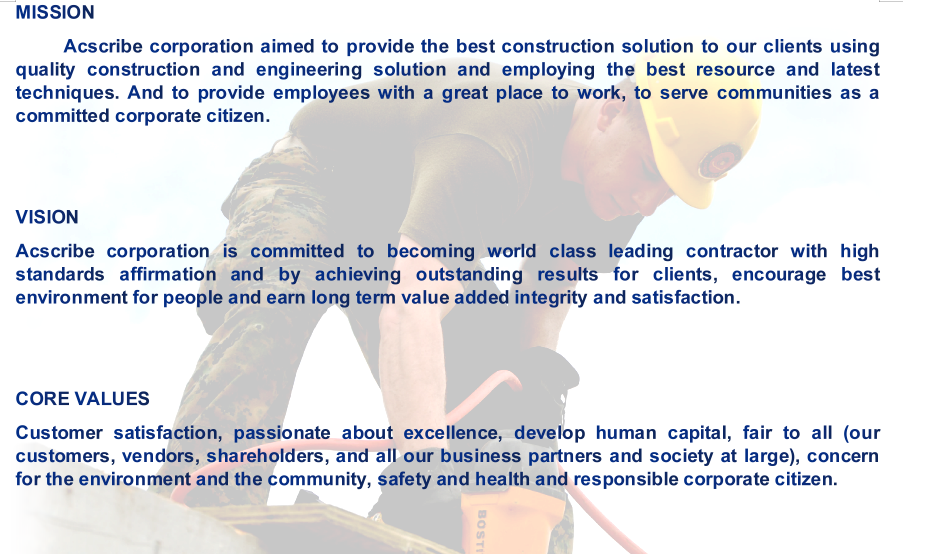 MISSION
Acscribe corporation aimed to provide the best construction solution to our clients using
quality construction and engineering solution and employing the best resource and latest
techniques. And to provide employees with a great place to work, to serve communities as a
committed corporate citizen.
VISION
Acscribe corporation is committed to becoming world class leading contractor with high
standards affirmation and by achieving outstanding results for clients, encourage best
environment for people and earn long term value added integrity and satisfaction.
CORE VALUES
Customer satisfaction, passionate about excellence, develop human capital, fair to all (our
customers, vendors, shareholders, and all our business partners and society at large), concern
for the environment and the community, safety and health and responsible corporate citizen.
BOSTI